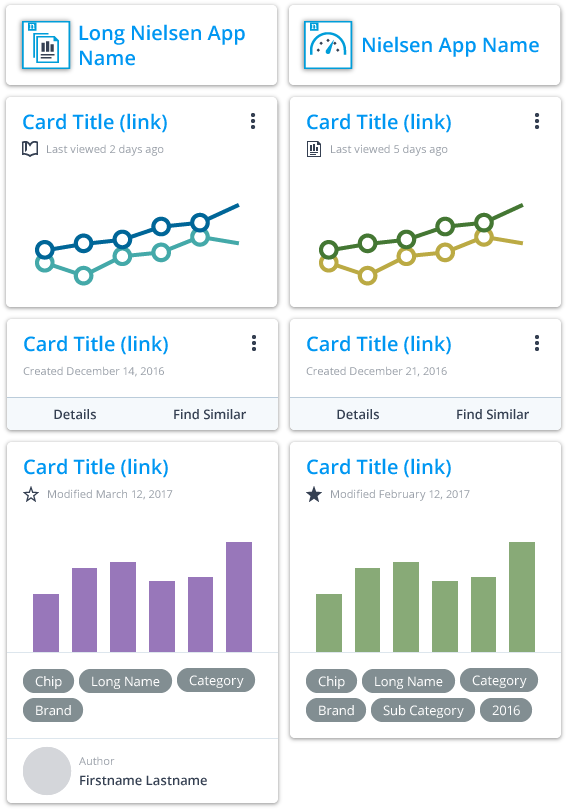 n
Long Nielsen App
Name
n
Nielsen App Name
Card Title (link)
Last viewed 2 days ago
Card Title (link)
Last viewed 5 days ago
Card Title (link)
Created December 14, 2016
Details
Find Similar
Card Title (link)
Created December 21, 2016
Details
Find Similar
Card Title (link)
Modified March 12, 2017
Chip
Long Name
Category
Brand
Author
Firstname Lastname
Card Title (link)
Modified February 12, 2017
Chip
Long Name
Category
Brand
Sub Category
2016